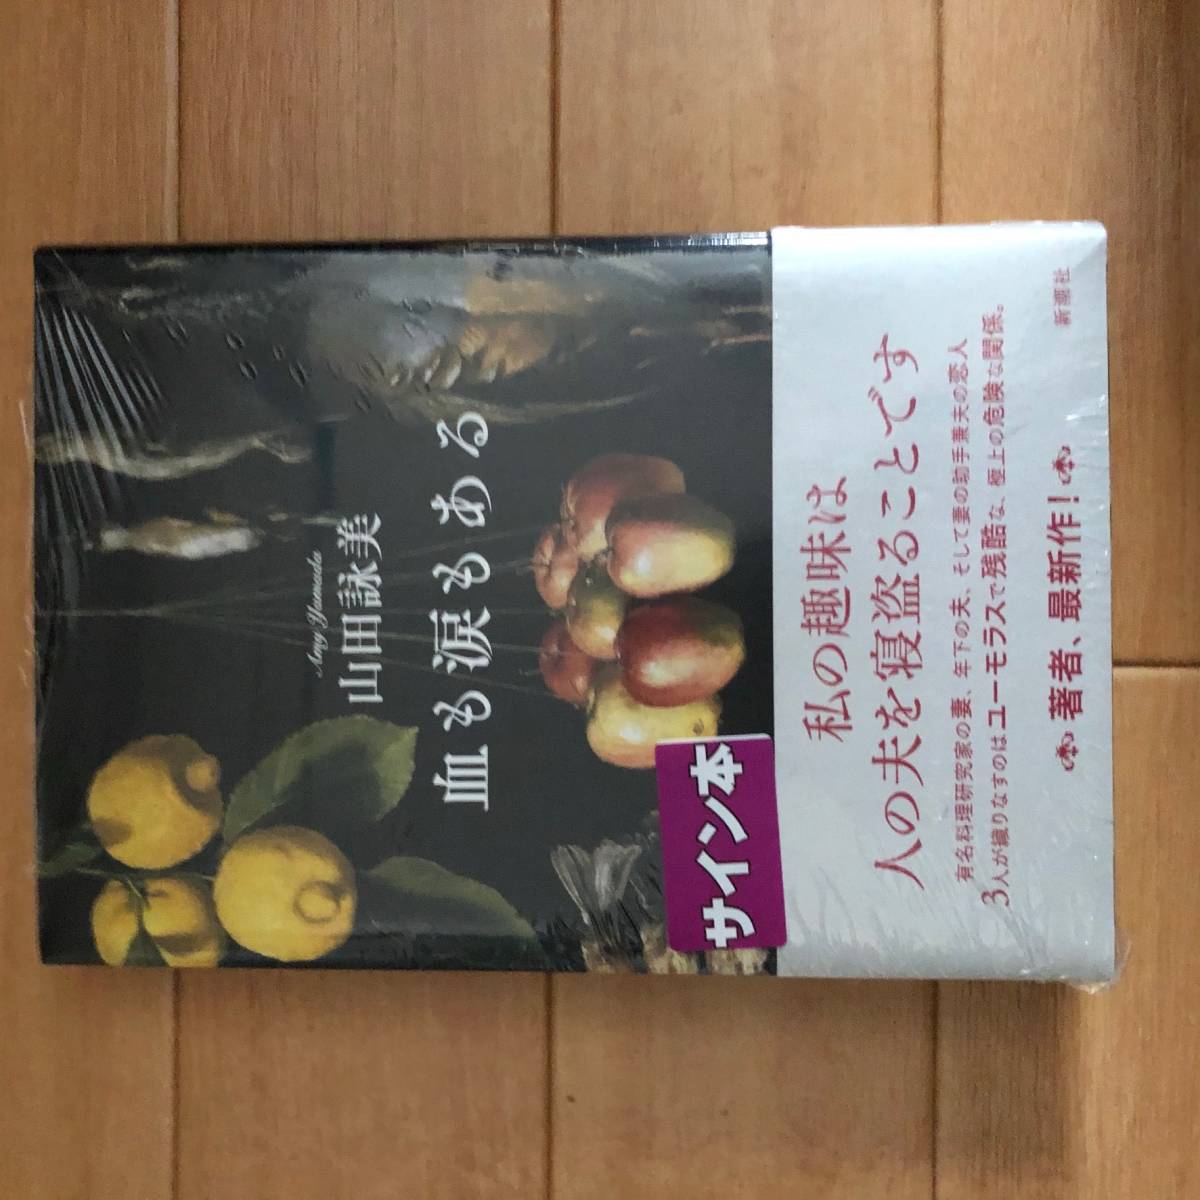 Amy Yamada
山田詠美
血も涙もある
サイン本
私の趣味は
人の夫を寝盗ることです
有名料理研究家の妻、年下の夫、そして妻の助手兼夫の恋人
3人が織りなすのはユーモラスで残酷な、極上の危険な関係。
著者、最新作!
新潮社